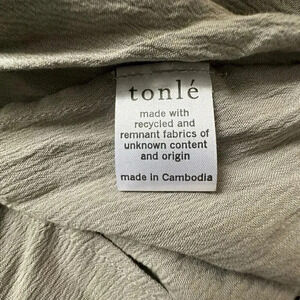 tonlé
made with
recycled and
remnant fabrics of
unknown content
and origin
made in Cambodia